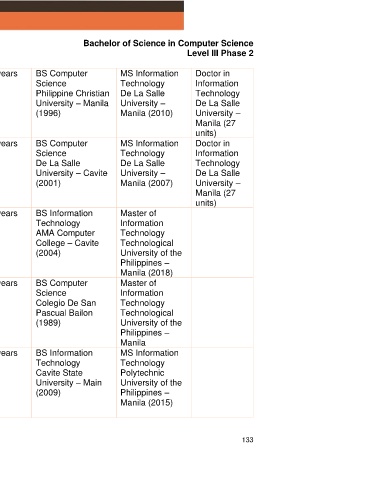 Bachelor of Science in Computer Science
Level III Phase 2
years
BS Computer
Science
Philippine Christian
University – Manila
(1996)
MS Information
Technology
De La Salle
University –
Manila (2010)
Doctor in
Information
Technology
De La Salle
University –
Manila (27
units)
years
BS Computer
Science
De La Salle
University – Cavite
(2001)
MS Information
Technology
De La Salle
University –
Manila (2007)
Doctor in
Information
Technology
De La Salle
University –
Manila (27
units)
years
BS Information
Technology
AMA Computer
College – Cavite
(2004)
Master of
Information
Technology
Technological
University of the
Philippines –
Manila (2018)
years
BS Computer
Science
Colegio De San
Pascual Bailon
(1989)
Master of
Information
Technology
Technological
University of the
Philippines –
Manila
years
BS Information
Technology
Cavite State
University – Main
(2009)
MS Information
Technology
Polytechnic
University of the
Philippines –
Manila (2015)
133